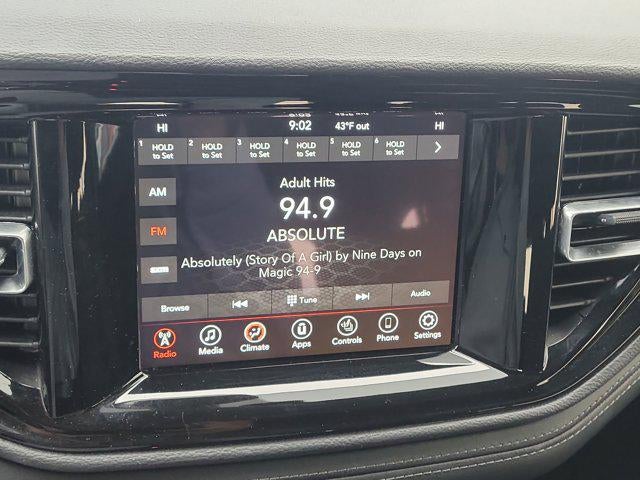 HI 9:02 43°F out HI
1 HOLD to Set 2 HOLD to Set 3 HOLD to Set 4 HOLD to Set 5 HOLD to Set 6 HOLD to Set
AM
Adult Hits
94.9
FM
ABSOLUTE
Absolutely (Story Of A Girl) by Nine Days on
Magic 94-9
Browse Tune Audio
Radio Media Climate Apps Controls Phone Settings